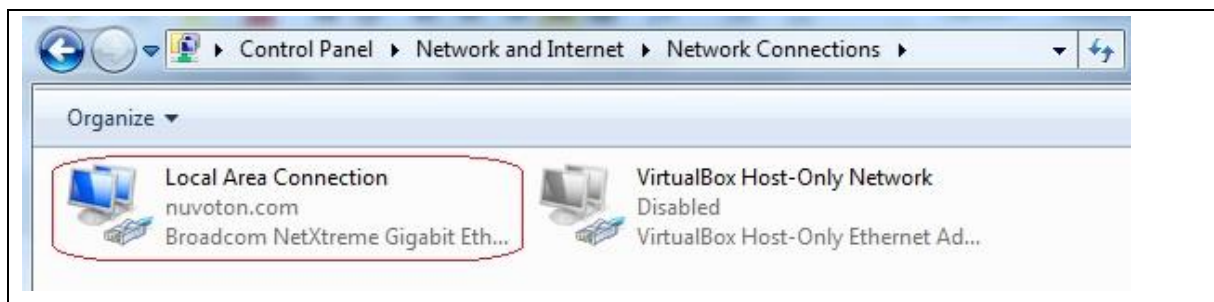 Control Panel Network and Internet Network Connections
Organize
Local Area Connection
nuvoton.com
Broadcom NetXtreme Gigabit Eth...
VirtualBox Host-Only Network
Disabled
VirtualBox Host-Only Ethernet Ad...